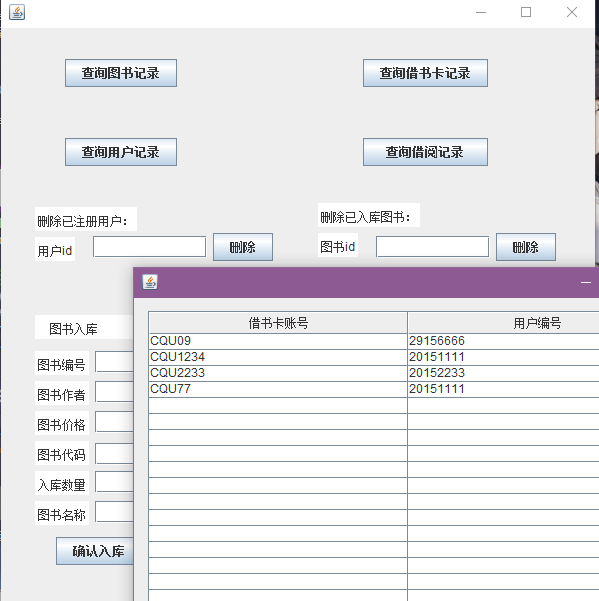 查询图书记录 查询借书卡记录
查询用户记录 查询借阅记录
删除已注册用户： 删除已入库图书：
用户id 删除 图书id 删除
图书入库
图书编号
图书作者
图书价格
图书代码
入库数量
图书名称
确认入库
借书卡账号 用户编号
CQU09 29156666
CQU1234 20151111
CQU2233 20152233
CQU77 20151111